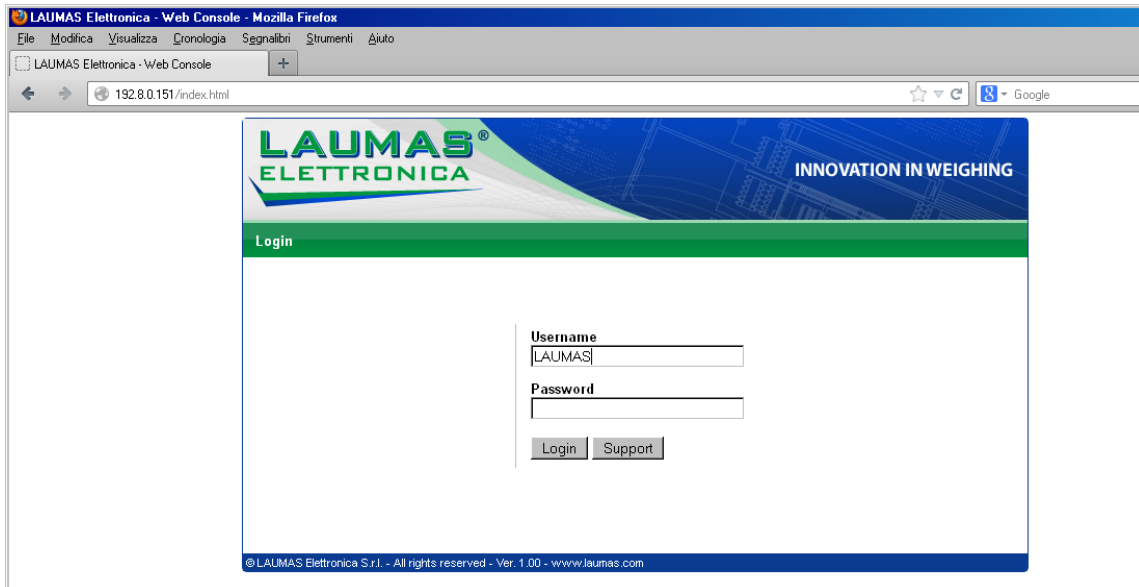 LAUMAS Elettronica - Web Console - Mozilla Firefox
File Modifica Visualizza Cronologia Segnalibri Strumenti Aiuto
LAUMAS Elettronica - Web Console +
192.8.0.151/index.html Google
LAUMAS®
ELETTRONICA
INNOVATION IN WEIGHING
Login
Username
LAUMAS
Password
Login Support
© LAUMAS Elettronica S.r.l. - All rights reserved - Ver. 1.00 - www.laumas.com